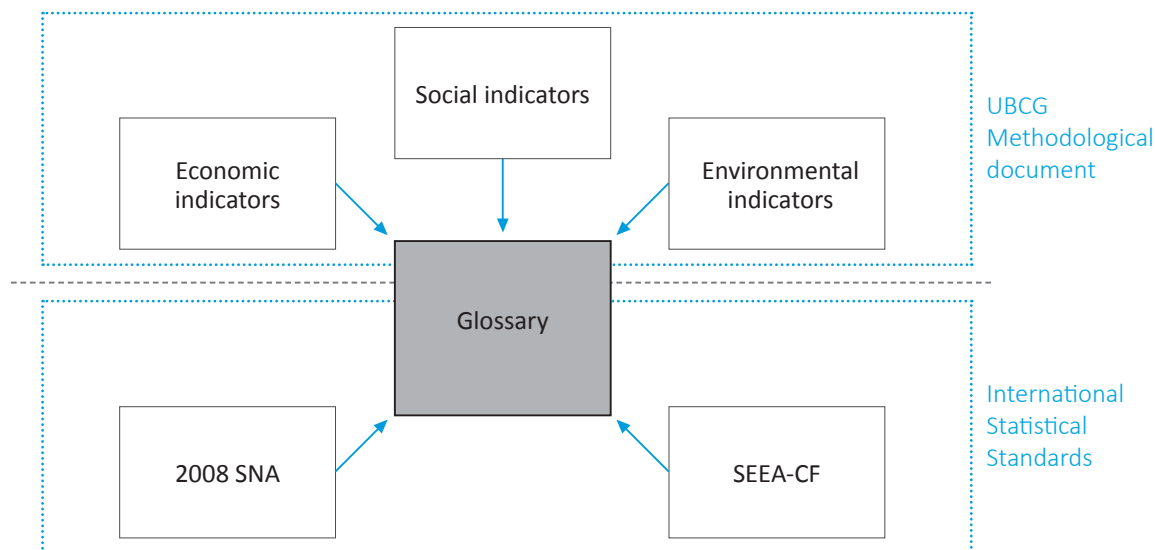 Social indicators
Economic
indicators
Environmental
indicators
UBCG
Methodological
document
Glossary
2008 SNA
SEEA-CF
International
Statistical
Standards